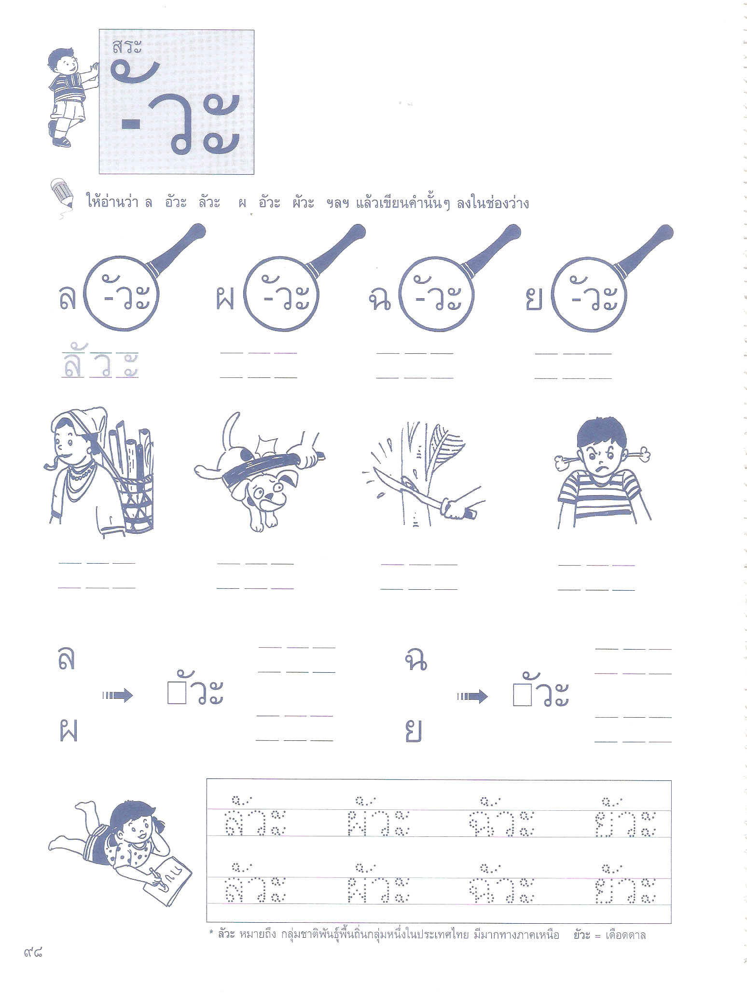 สระ
-ัวะ
ให้อ่านว่า ล อัวะ ลัวะ ผ อัวะ ผัวะ ฯลฯ แล้วเขียนคำนั้นๆ ลงในช่องว่าง
ล -ัวะ ผ -ัวะ ฉ -ัวะ ย -ัวะ
ลัวะ
ล ฉ
ัวะ ัวะ
ผ ย
ลัวะ ผัวะ ฉัวะ ยัวะ
ลัวะ ผัวะ ฉัวะ ยัวะ
* ลัวะ หมายถึง กลุ่มชาติพันธุ์พื้นถิ่นกลุ่มหนึ่งในประเทศไทย มีมากทางภาคเหนือ ยัวะ = เดือดดาล
๙๘